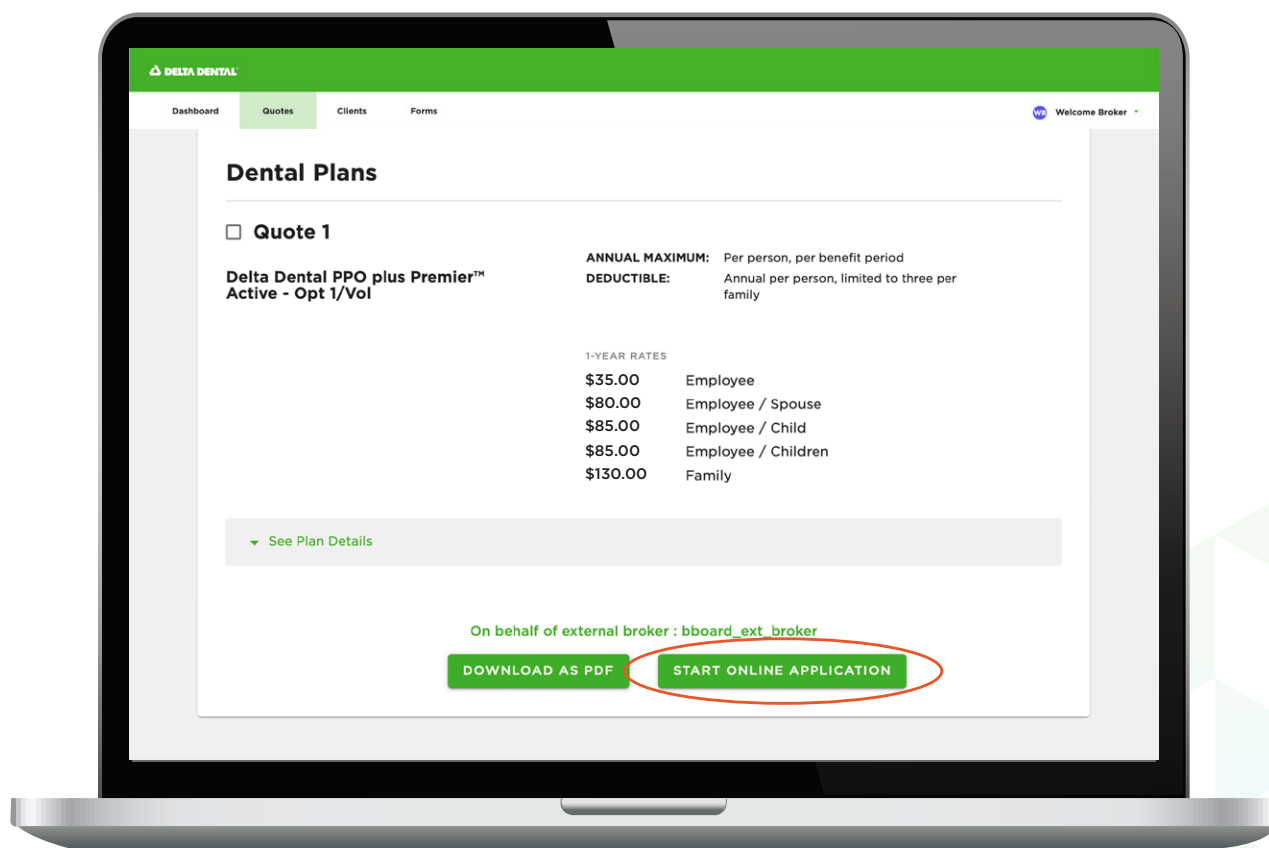 DELTA DENTAL
Dashboard Quotes Clients Forms WB Welcome Broker
Dental Plans
Quote 1
Delta Dental PPO plus Premier™
Active - Opt 1/Vol
ANNUAL MAXIMUM: Per person, per benefit period
DEDUCTIBLE: Annual per person, limited to three per
family
1-YEAR RATES
$35.00 Employee
$80.00 Employee / Spouse
$85.00 Employee / Child
$85.00 Employee / Children
$130.00 Family
See Plan Details
On behalf of external broker : bboard_ext_broker
DOWNLOAD AS PDF START ONLINE APPLICATION